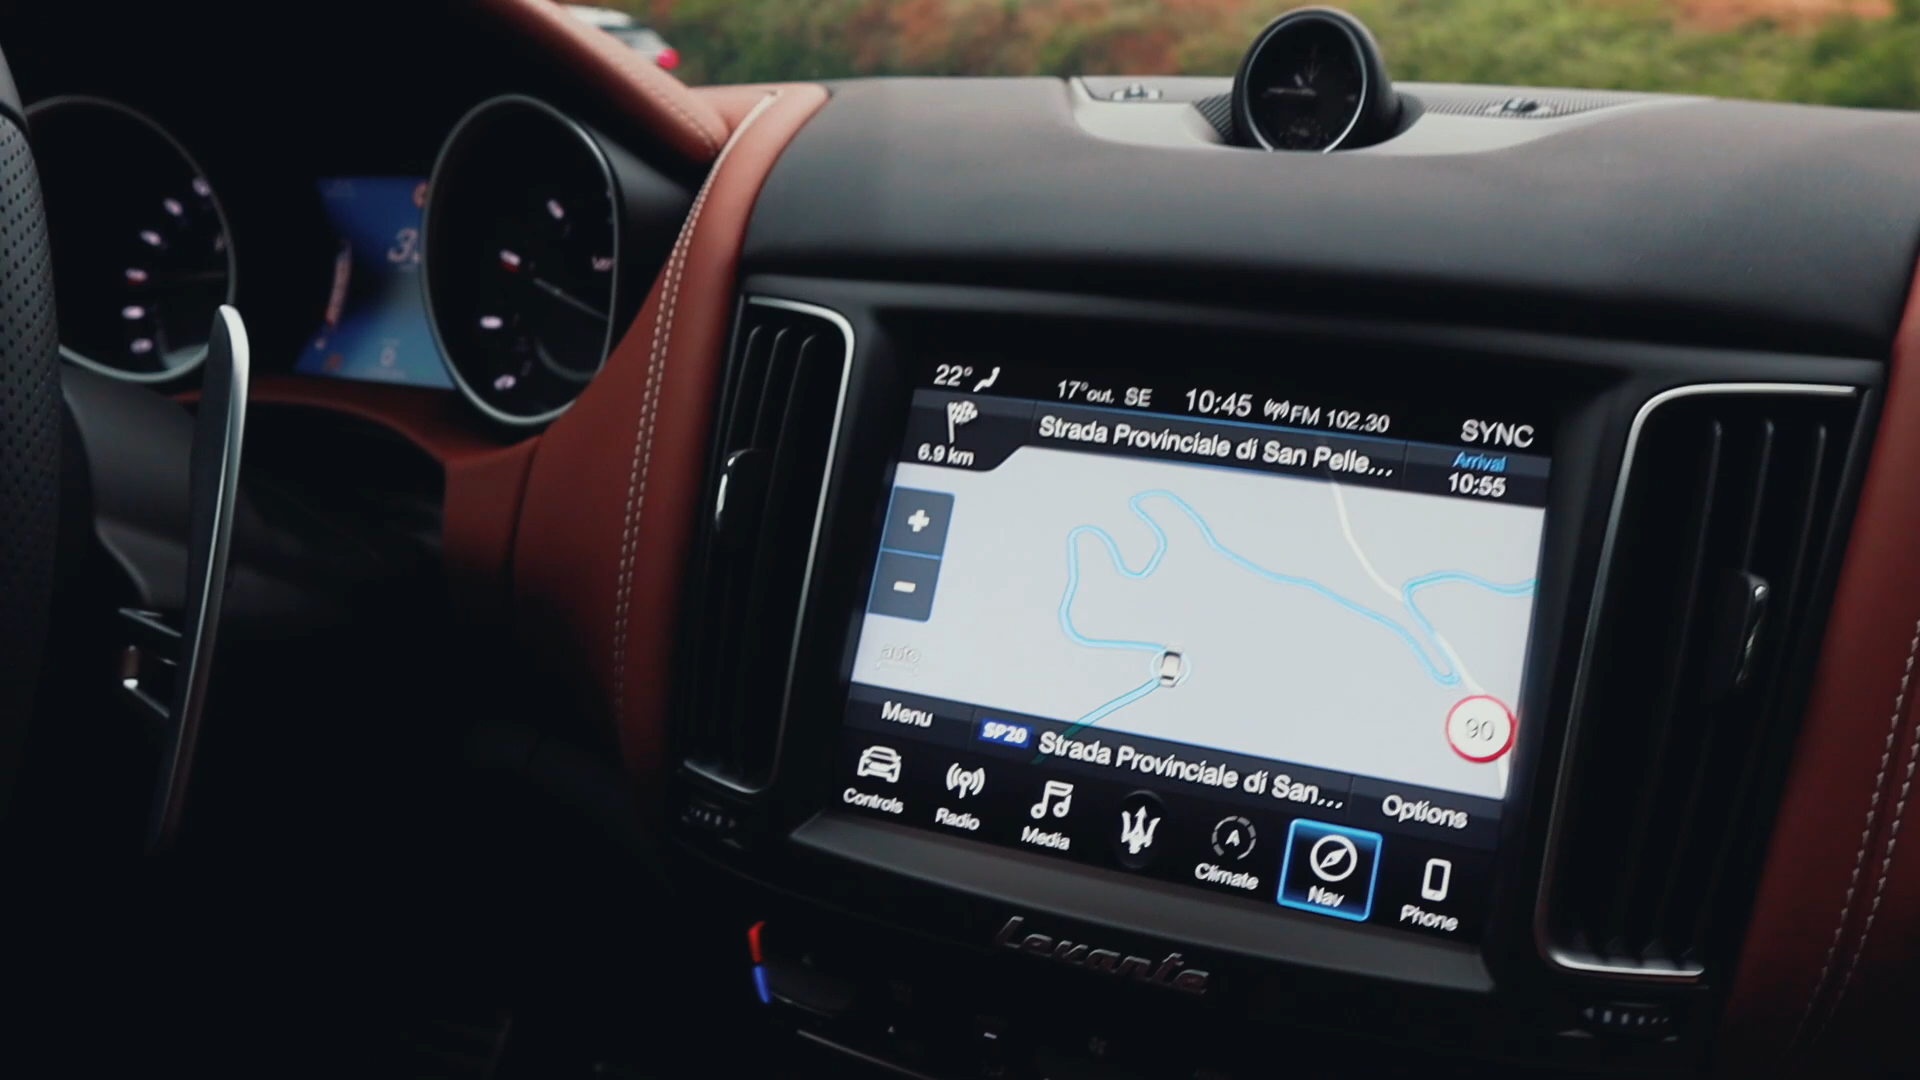 22°
17°out. SE
10:45
FM 102.30
SYNC
6.9 km
Strada Provinciale di San Pelle...
Arrival
10:55
+
-
auto
90
Menu
SP20
Strada Provinciale di San...
Options
Controls
Radio
Media
A
Climate
Nav
Phone
Levante